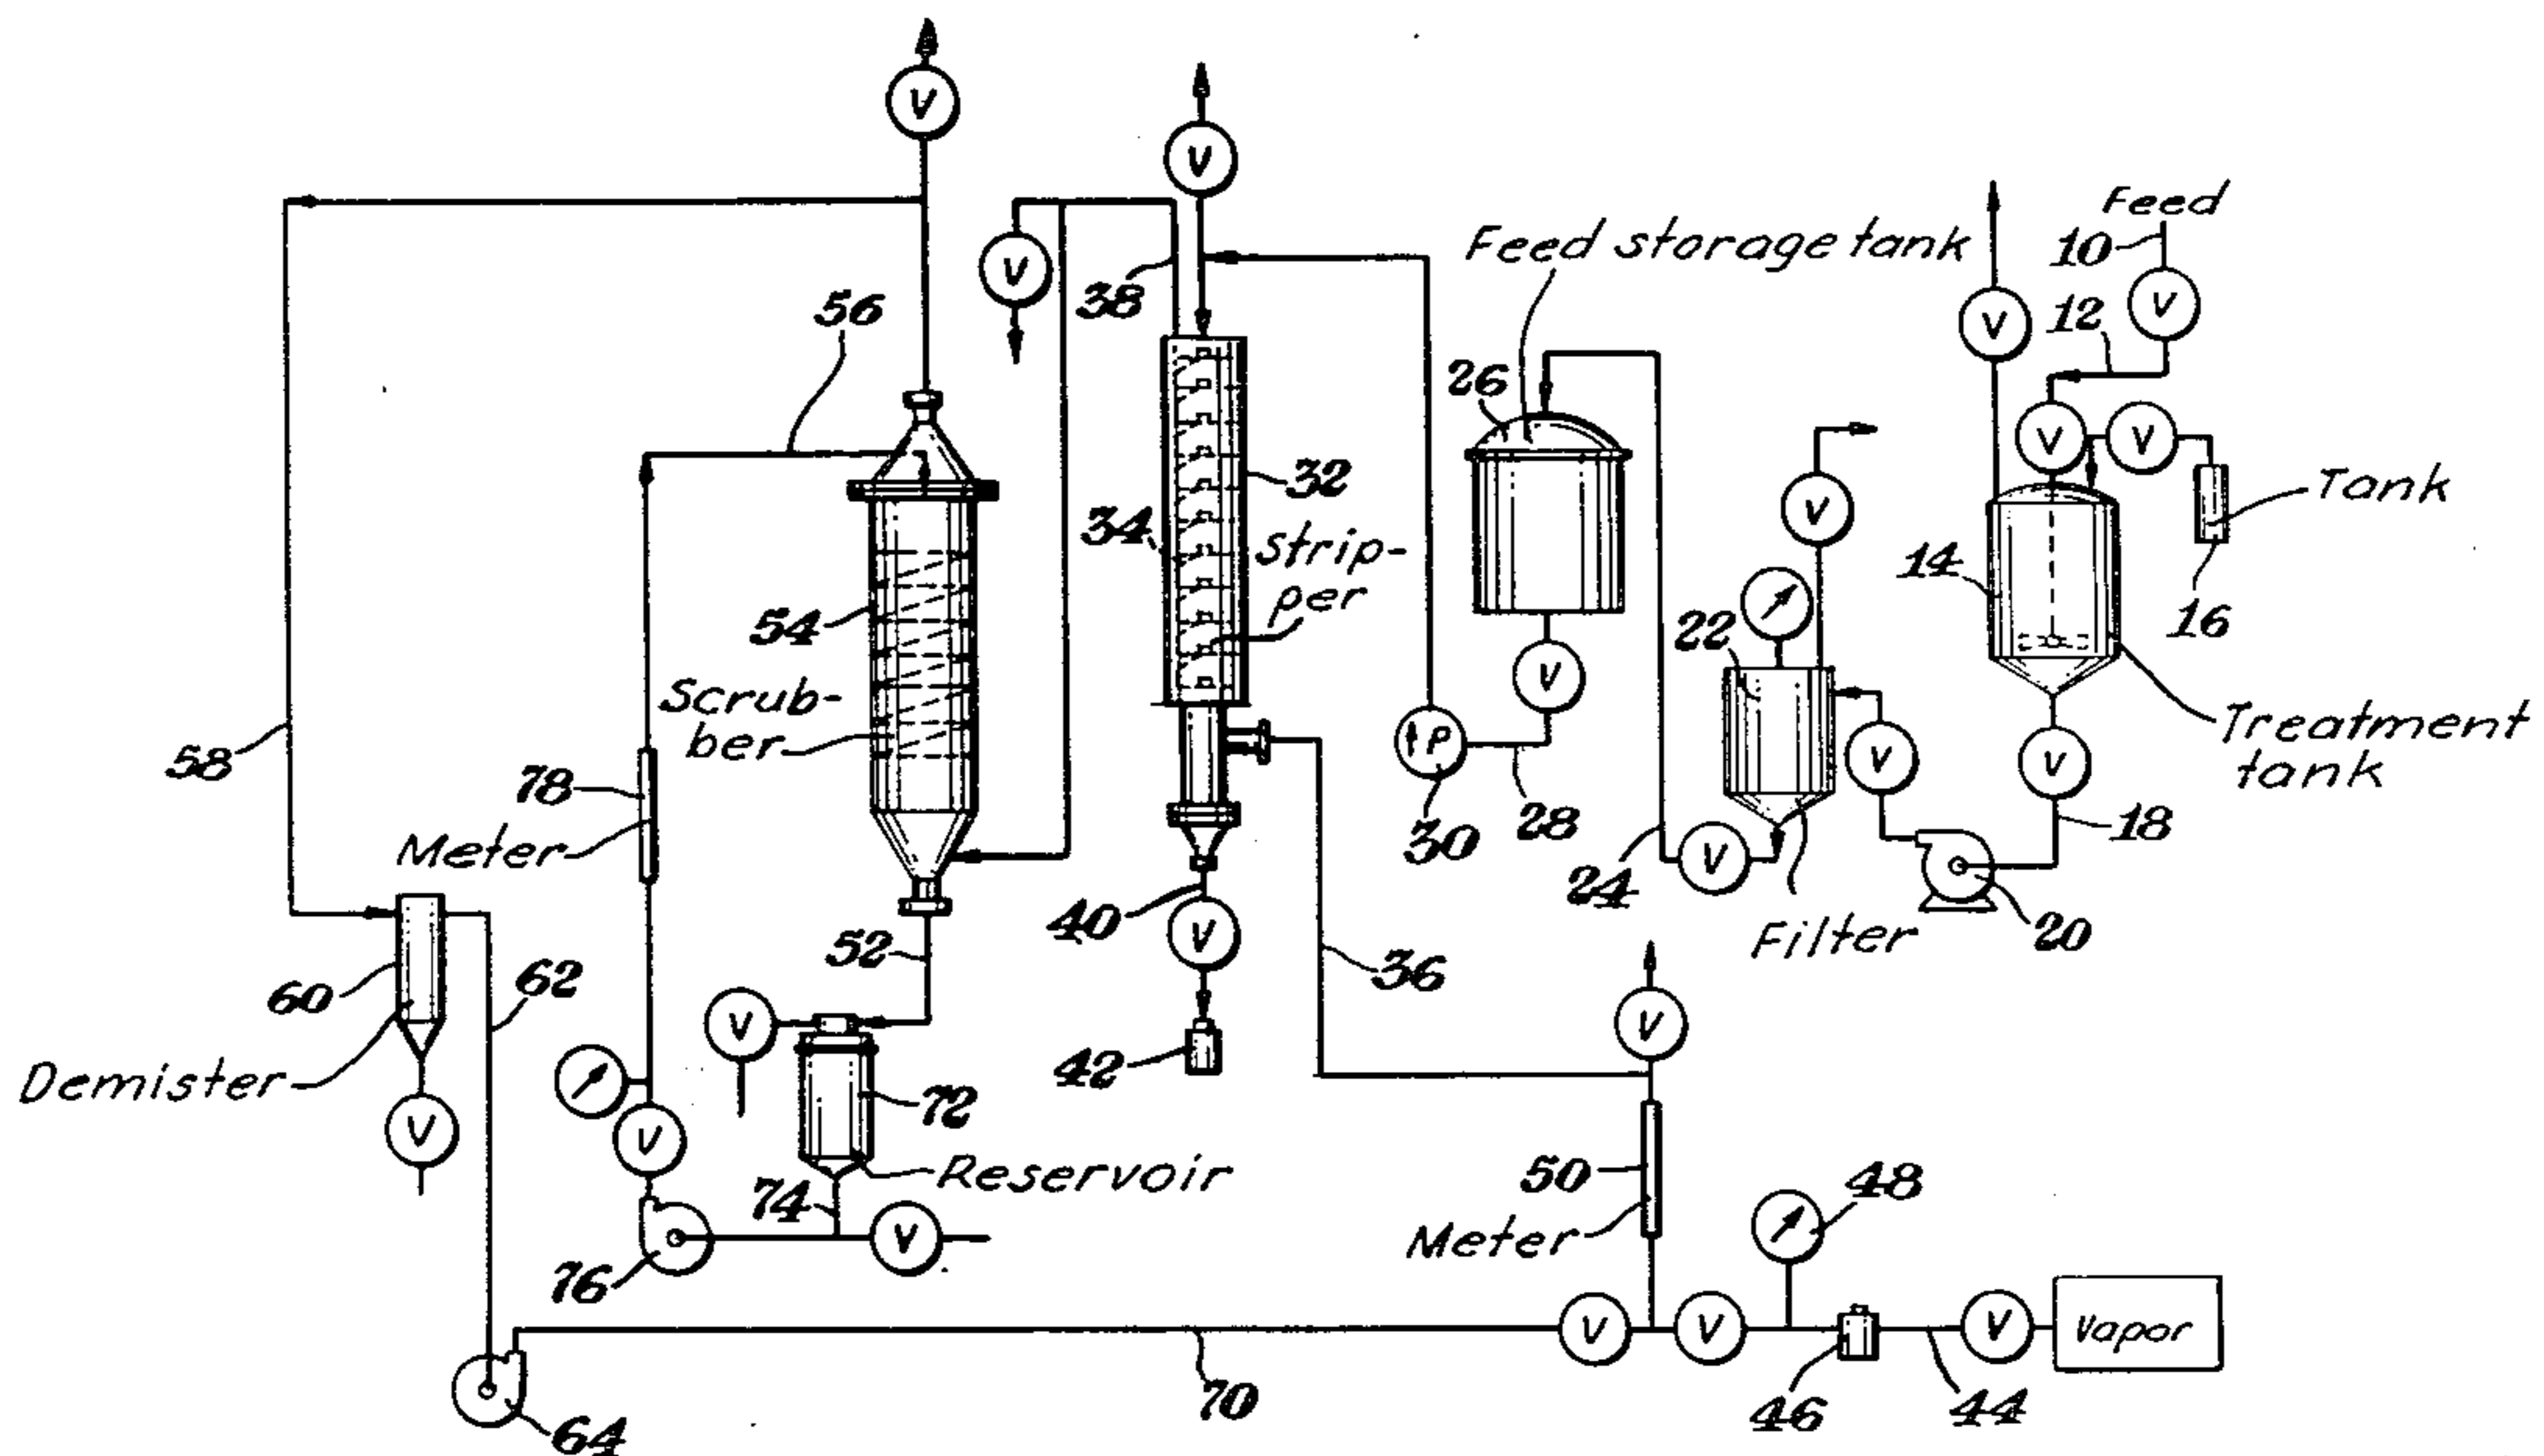 V
V
Feed
10
V
Feed storage tank
V
38
V
12
56
V
26
V
V
32
V
Tank
34
Strip-
per
14
16
54
22
V
Scrub-
ber
Treatment
tank
58
78
Meter
P
30
28
V
V
18
24
V
20
Filter
40
V
52
36
60
62
V
V
42
Demister
72
V
V
Reservoir
50
48
74
Meter
V
76
V
V
V
Vapor
70
46
44
64